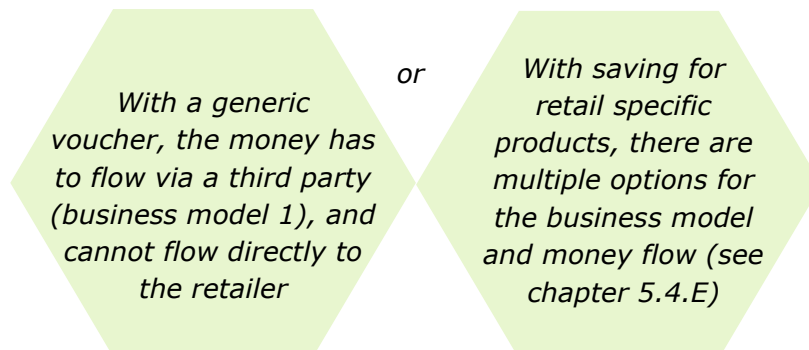 With a generic
voucher, the money has
to flow via a third party
(business model 1), and
cannot flow directly to
the retailer
or
With saving for
retail specific
products, there are
multiple options for
the business model
and money flow (see
chapter 5.4.E)